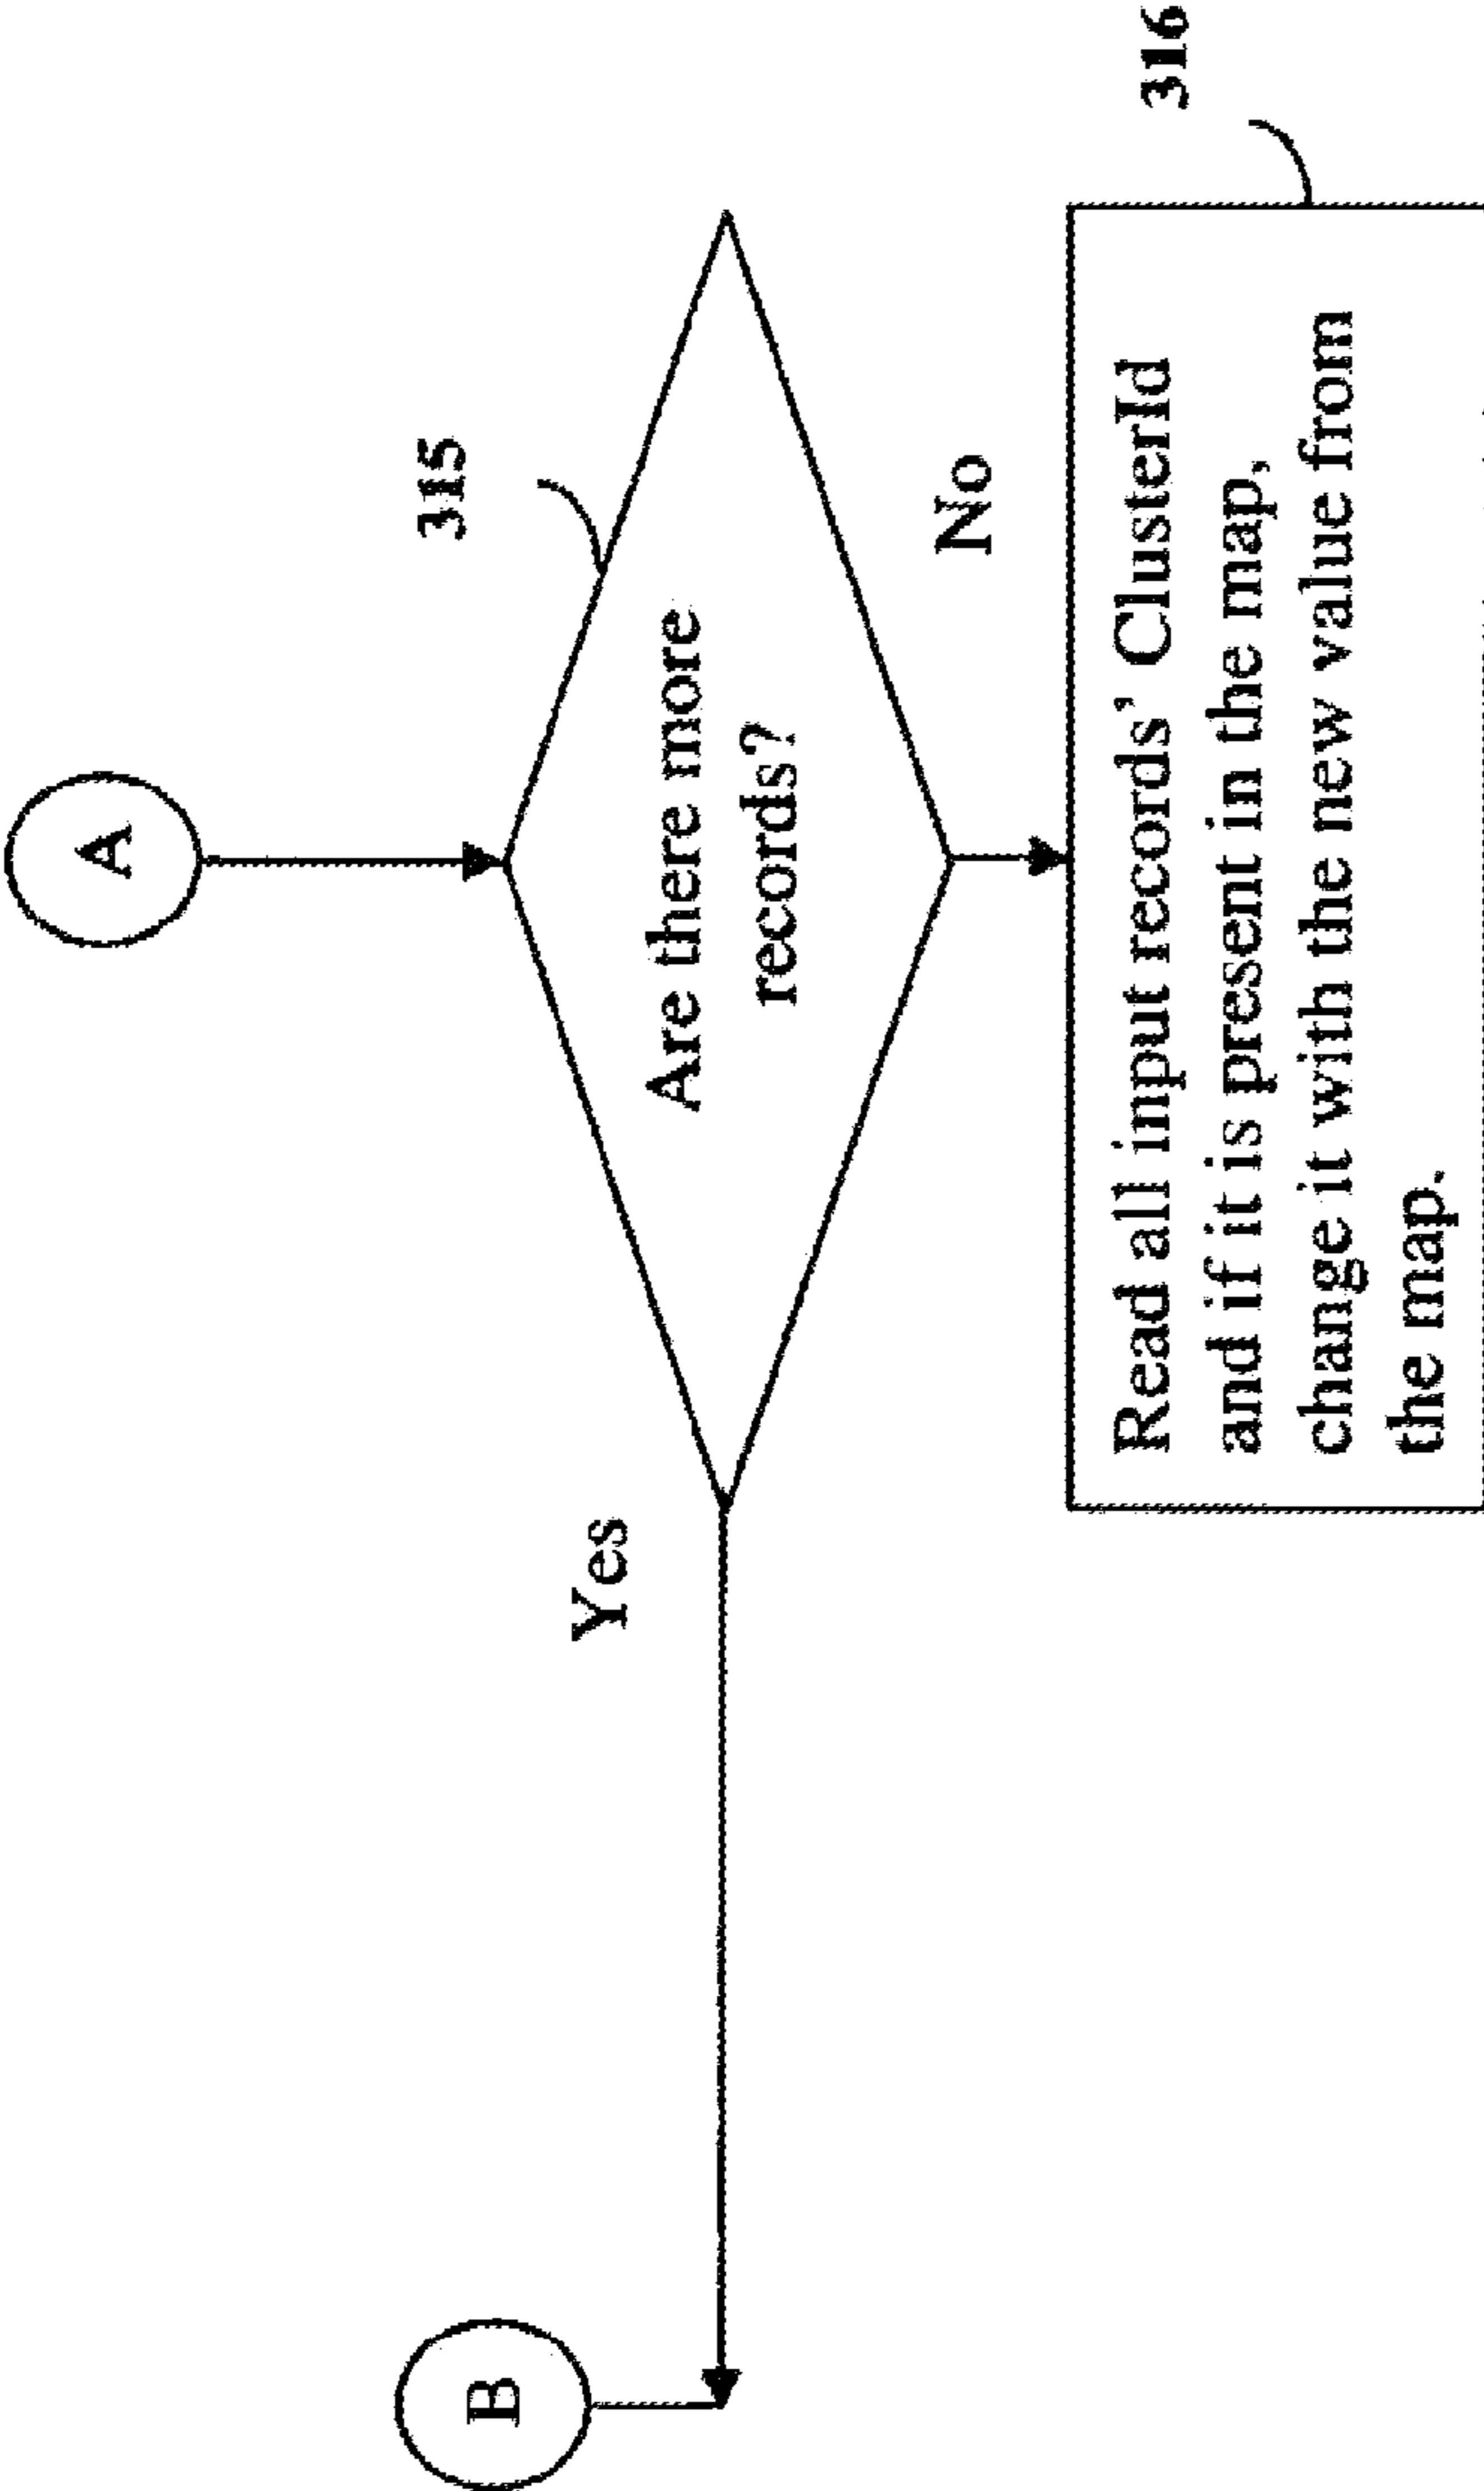 A
315
B
Yes
Are there more
records?
No
316
Read all input records’ ClusterId
and if it is present in the map,
change it with the new value from
the map.